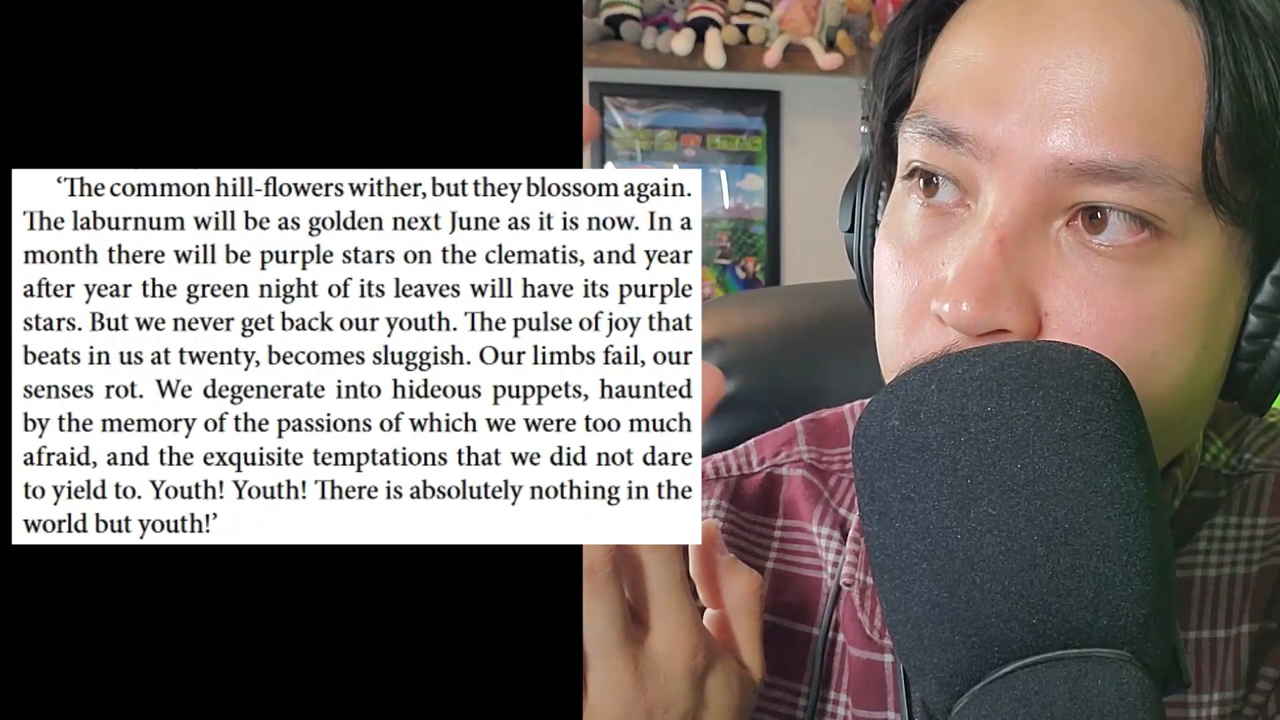 ‘The common hill-flowers wither, but they blossom again.
The laburnum will be as golden next June as it is now. In a
month there will be purple stars on the clematis, and year
after year the green night of its leaves will have its purple
stars. But we never get back our youth. The pulse of joy that
beats in us at twenty, becomes sluggish. Our limbs fail, our
senses rot. We degenerate into hideous puppets, haunted
by the memory of the passions of which we were too much
afraid, and the exquisite temptations that we did not dare
to yield to. Youth! Youth! There is absolutely nothing in the
world but youth!’